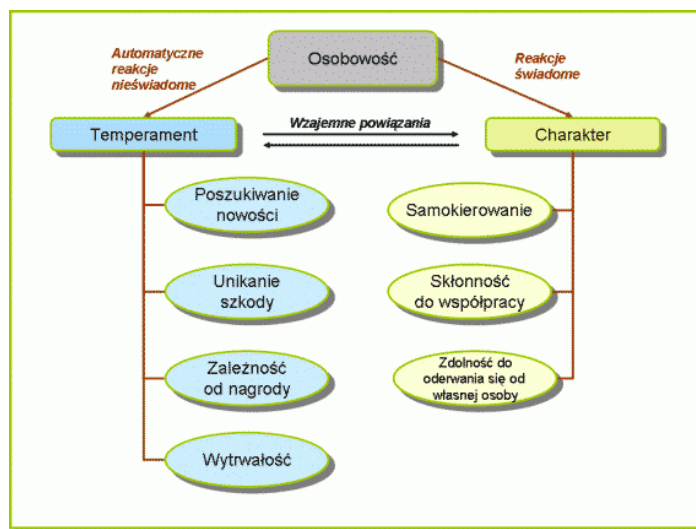 Osobowość
Automatyczne
reakcje
nieświadome
Reakcje
świadome
Temperament
Wzajemne powiązania
Charakter
Poszukiwanie
nowości
Samokierowanie
Unikanie
szkody
Skłonność
do współpracy
Zależność
od nagrody
Zdolność do
oderwania się od
własnej osoby
Wytrwałość